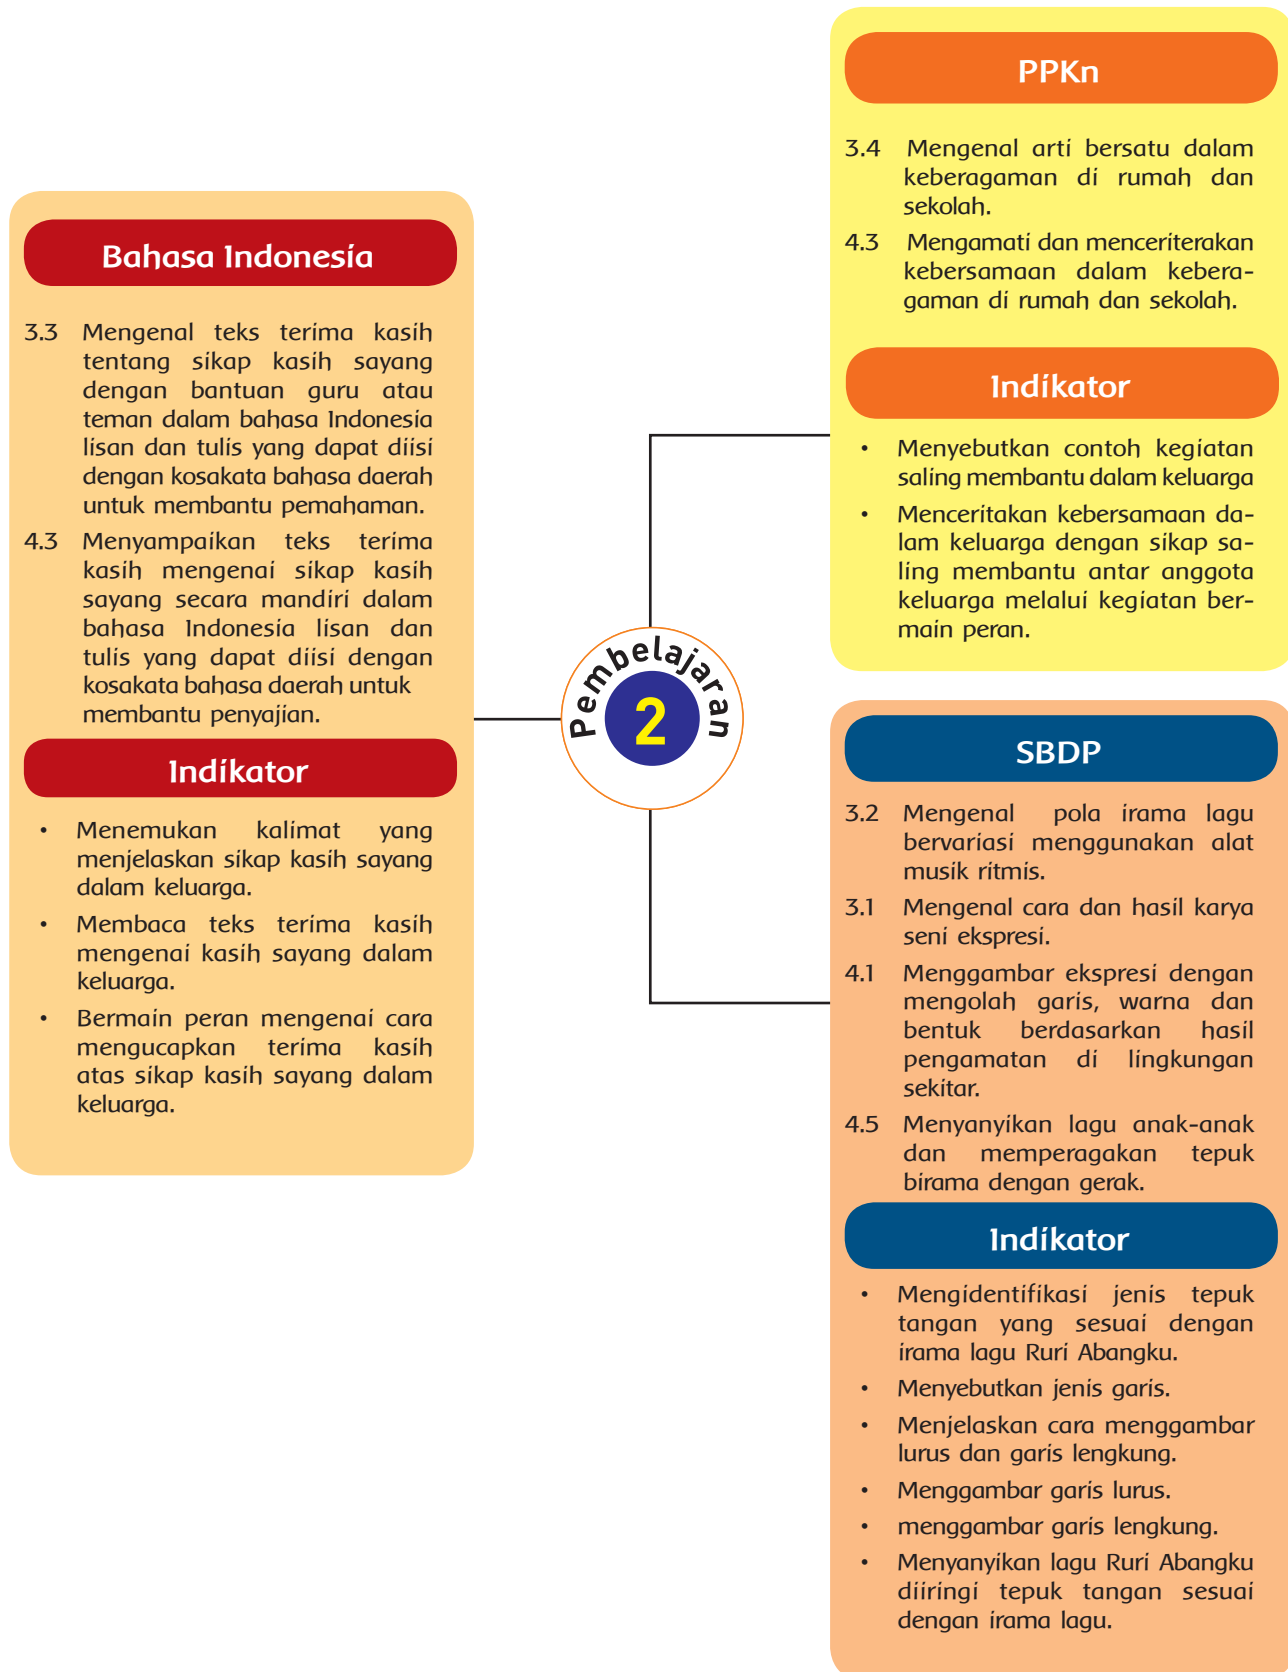 Bahasa Indonesia
3.3 Mengenal teks terima kasih
tentang sikap kasih sayang
dengan bantuan guru atau
teman dalam bahasa Indonesia
lisan dan tulis yang dapat diisi
dengan kosakata bahasa daerah
untuk membantu pemahaman.
4.3 Menyampaikan teks terima
kasih mengenai sikap kasih
sayang secara mandiri dalam
bahasa Indonesia lisan dan
tulis yang dapat diisi dengan
kosakata bahasa daerah untuk
membantu penyajian.
Indikator
• Menemukan kalimat yang
menjelaskan sikap kasih sayang
dalam keluarga.
• Membaca teks terima kasih
mengenai kasih sayang dalam
keluarga.
• Bermain peran mengenai cara
mengucapkan terima kasih
atas sikap kasih sayang dalam
keluarga.
Pembelajaran
2
PPKn
3.4 Mengenal arti bersatu dalam
keberagaman di rumah dan
sekolah.
4.3 Mengamati dan menceriterakan
kebersamaan dalam kebera-
gaman di rumah dan sekolah.
Indikator
• Menyebutkan contoh kegiatan
saling membantu dalam keluarga
• Menceritakan kebersamaan da-
lam keluarga dengan sikap sa-
ling membantu antar anggota
keluarga melalui kegiatan ber-
main peran.
SBDP
3.2 Mengenal pola irama lagu
bervariasi menggunakan alat
musik ritmis.
3.1 Mengenal cara dan hasil karya
seni ekspresi.
4.1 Menggambar ekspresi dengan
mengolah garis, warna dan
bentuk berdasarkan hasil
pengamatan di lingkungan
sekitar.
4.5 Menyanyikan lagu anak-anak
dan memperagakan tepuk
birama dengan gerak.
Indikator
• Mengidentifikasi jenis tepuk
tangan yang sesuai dengan
irama lagu Ruri Abangku.
• Menyebutkan jenis garis.
• Menjelaskan cara menggambar
lurus dan garis lengkung.
• Menggambar garis lurus.
• menggambar garis lengkung.
• Menyanyikan lagu Ruri Abangku
diiringi tepuk tangan sesuai
dengan irama lagu.